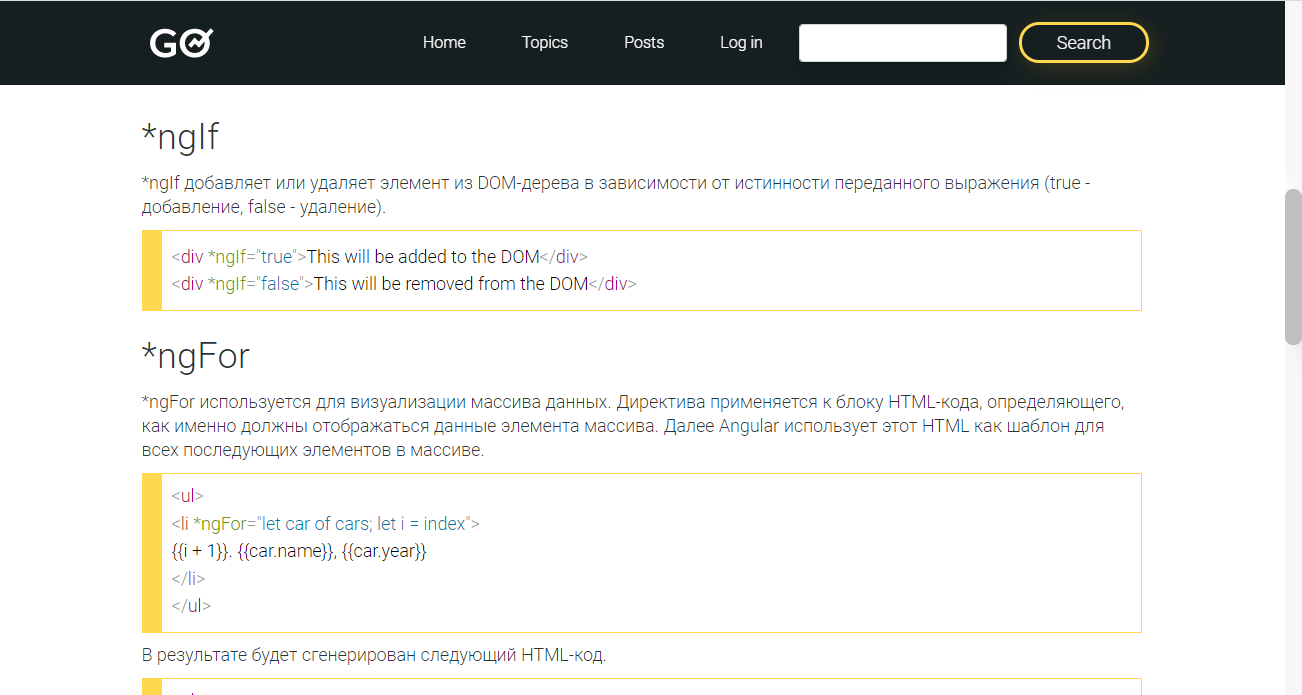 GO
Home Topics Posts Log in Search
*ngIf
*ngIf добавляет или удаляет элемент из DOM-дерева в зависимости от истинности переданного выражения (true -
добавление, false - удаление).
<div *ngIf="true">This will be added to the DOM</div>
<div *ngIf="false">This will be removed from the DOM</div>
*ngFor
*ngFor используется для визуализации массива данных. Директива применяется к блоку HTML-кода, определяющего,
как именно должны отображаться данные элемента массива. Далее Angular использует этот HTML как шаблон для
всех последующих элементов в массиве.
<ul>
<li *ngFor="let car of cars; let i = index">
{{i + 1}}. {{car.name}}, {{car.year}}
</li>
</ul>
В результате будет сгенерирован следующий HTML-код.